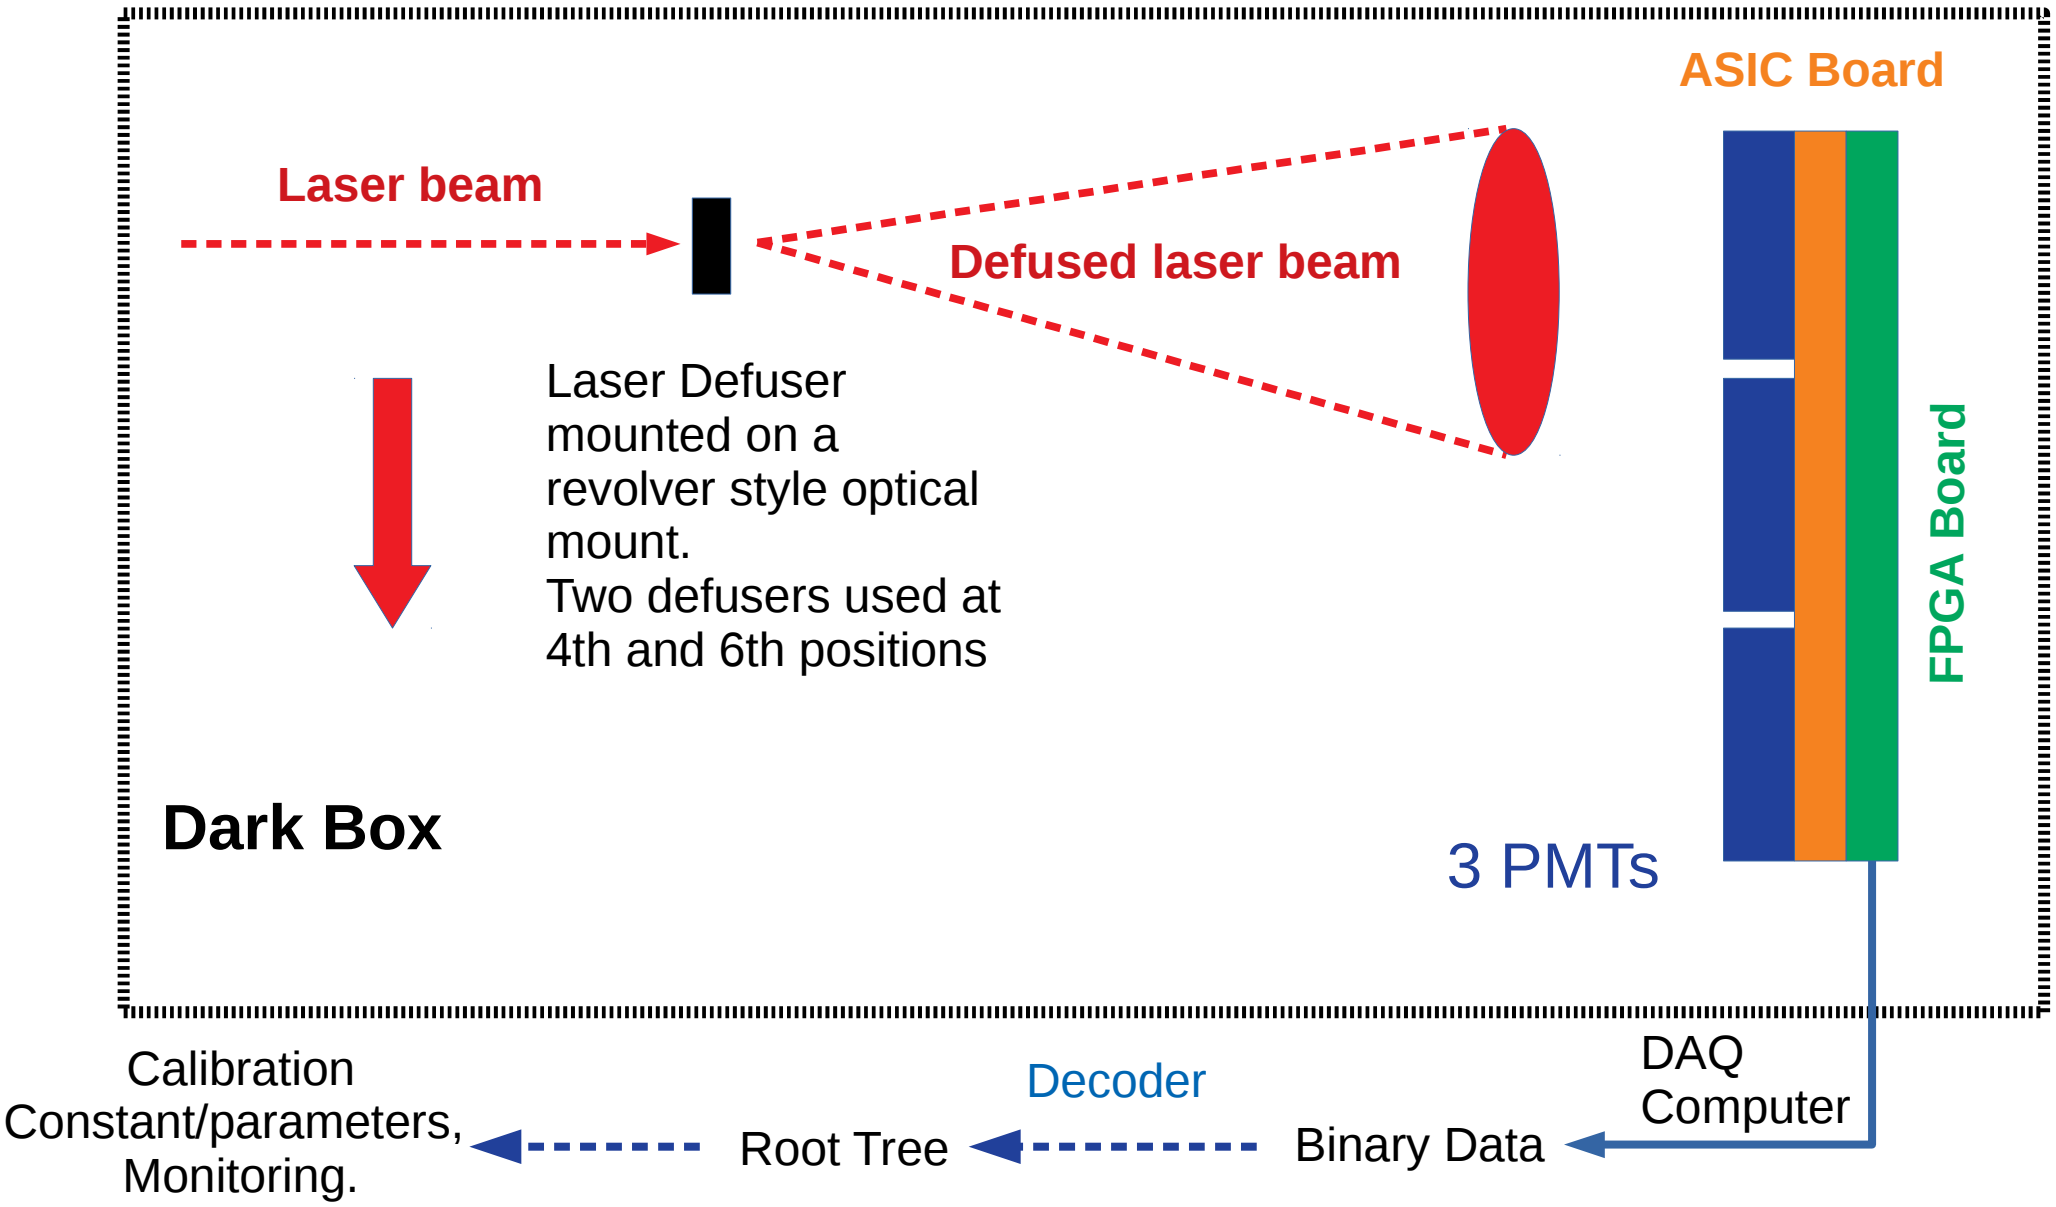 ASIC Board
Laser beam
Defused laser beam
Laser Defuser
mounted on a
revolver style optical
mount.
Two defusers used at
4th and 6th positions
FPGA Board
Dark Box
3 PMTs
DAQ
Computer
Binary Data
Decoder
Root Tree
Calibration
Constant/parameters,
Monitoring.